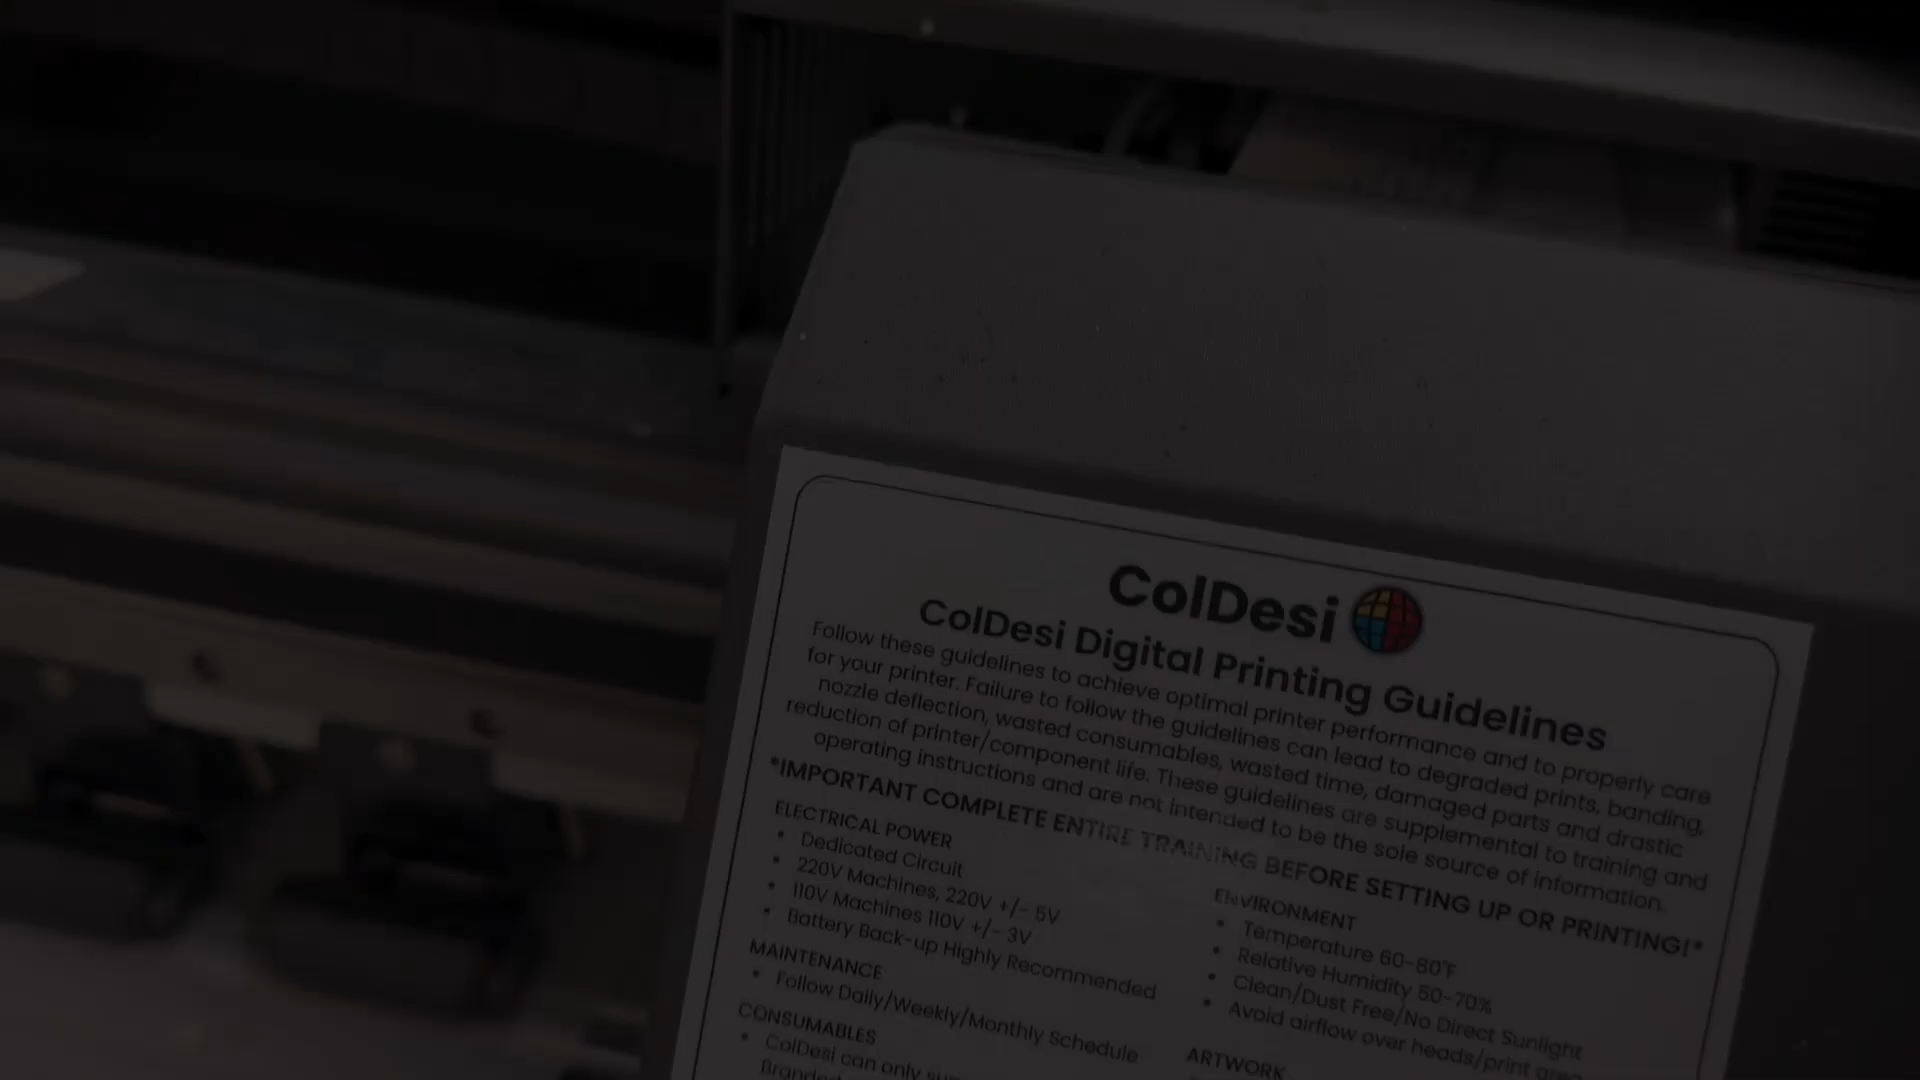 ColDesi
ColDesi Digital Printing Guidelines
Follow these guidelines to achieve optimal printer performance and to properly care
for your printer. Failure to follow the guidelines can lead to degraded prints, banding,
nozzle deflection, wasted consumables, wasted time, damaged parts and drastic
reduction of printer/component life. These guidelines are supplemental to training and
operating instructions and are not intended to be the sole source of information.
*IMPORTANT COMPLETE ENTIRE TRAINING BEFORE SETTING UP OR PRINTING!*
ELECTRICAL POWER
• Dedicated Circuit
• 220V Machines, 220V +/- 5V
• 110V Machines 110V +/- 3V
• Battery Back-up Highly Recommended
MAINTENANCE
• Follow Daily/Weekly/Monthly Schedule
CONSUMABLES
• ColDesi can only
ENVIRONMENT
• Temperature 60-80°F
• Relative Humidity 50-70%
• Clean/Dust Free/No Direct Sunlight
• Avoid airflow over heads/print area
ARTWORK